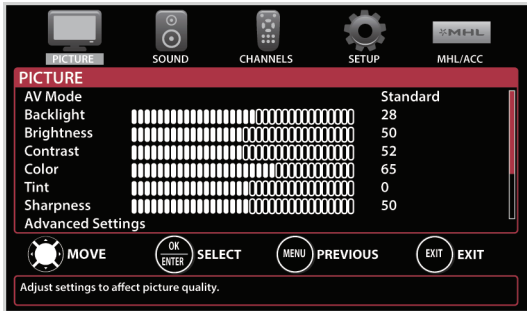 PICTURE SOUND CHANNELS SETUP MHL MHL/ACC
PICTURE
AV Mode Standard
Backlight 28
Brightness 50
Contrast 52
Color 65
Tint 0
Sharpness 50
Advanced Settings
MOVE OK ENTER SELECT MENU PREVIOUS EXIT EXIT
Adjust settings to affect picture quality.